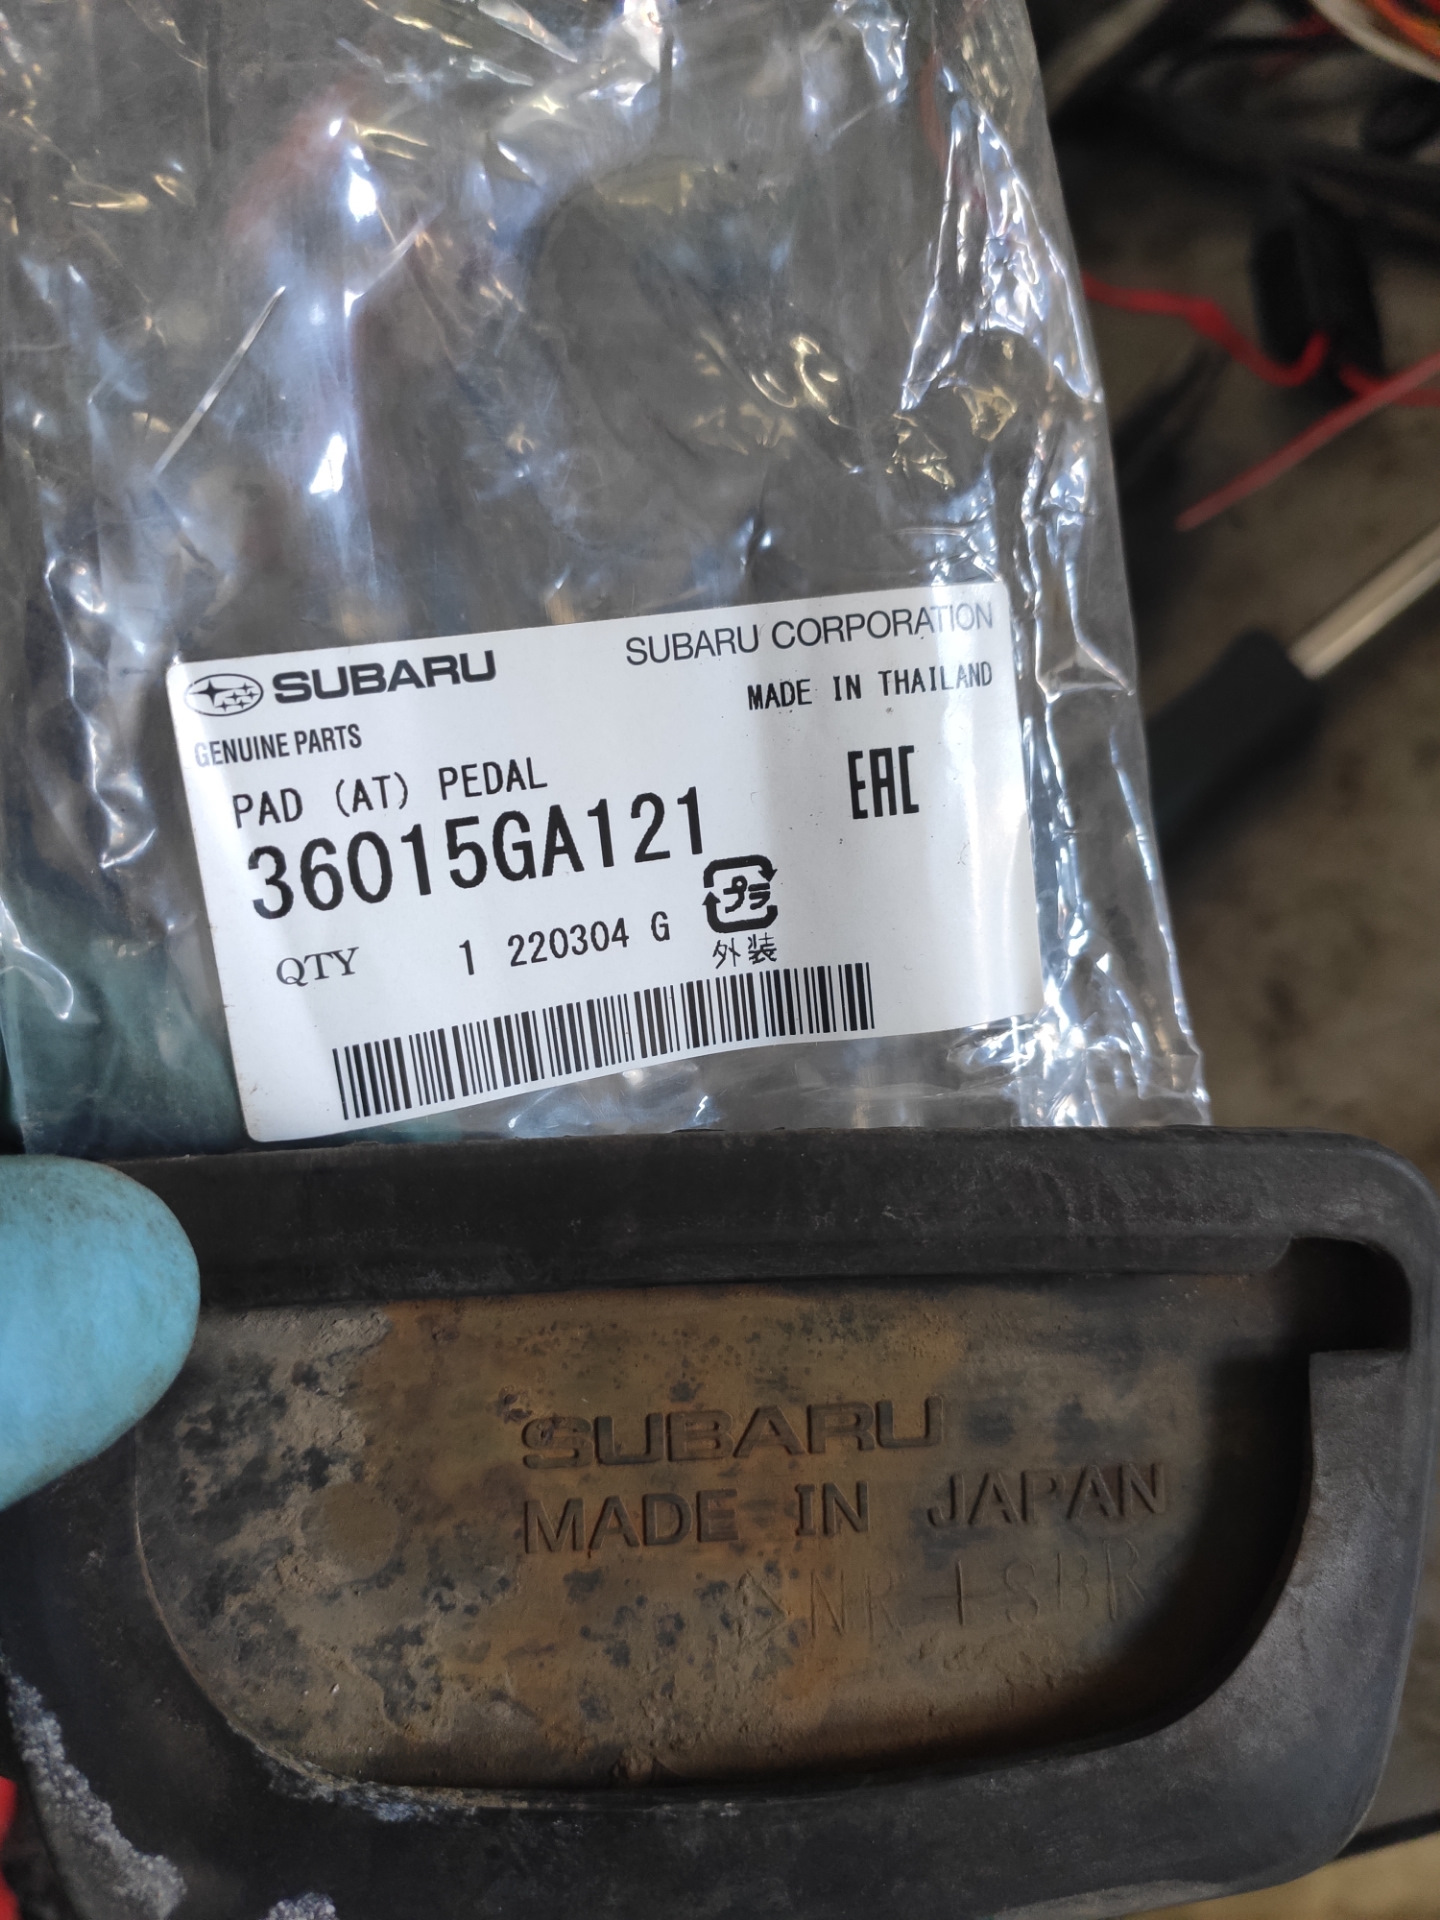 SUBARU
SUBARU CORPORATION
MADE IN THAILAND
GENUINE PARTS
PAD (AT) PEDAL
EAC
36015GA121
プラ
QTY 1 220304 G
外装
SUBARU
MADE IN JAPAN
>NR+SBR